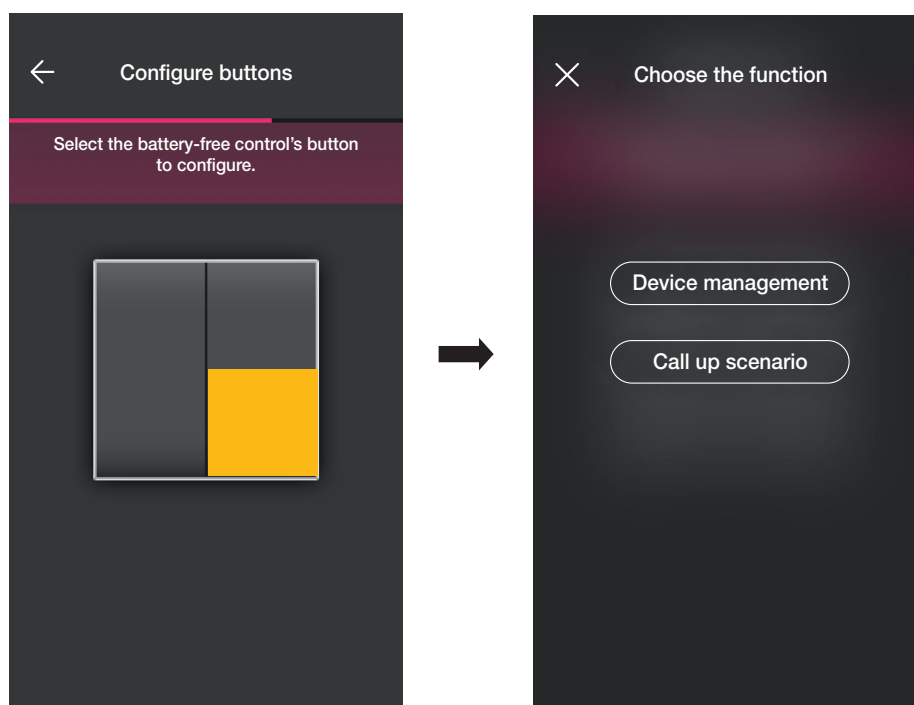 Configure buttons
Select the battery-free control's button
to configure.
Choose the function
Device management
Call up scenario